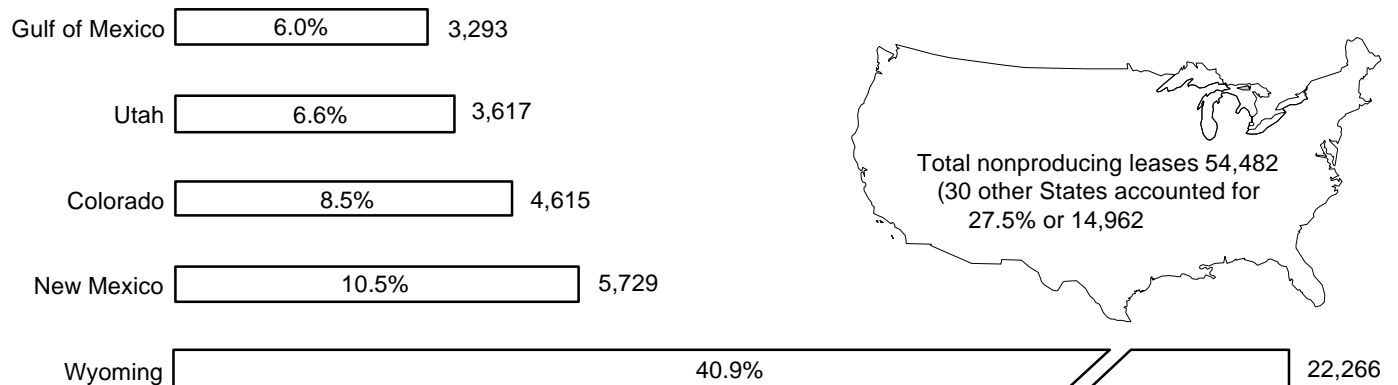 Gulf of Mexico 6.0% 3,293
Utah 6.6% 3,617
Colorado 8.5% 4,615
New Mexico 10.5% 5,729
Wyoming 40.9% 22,266
Total nonproducing leases 54,482
(30 other States accounted for
27.5% or 14,962